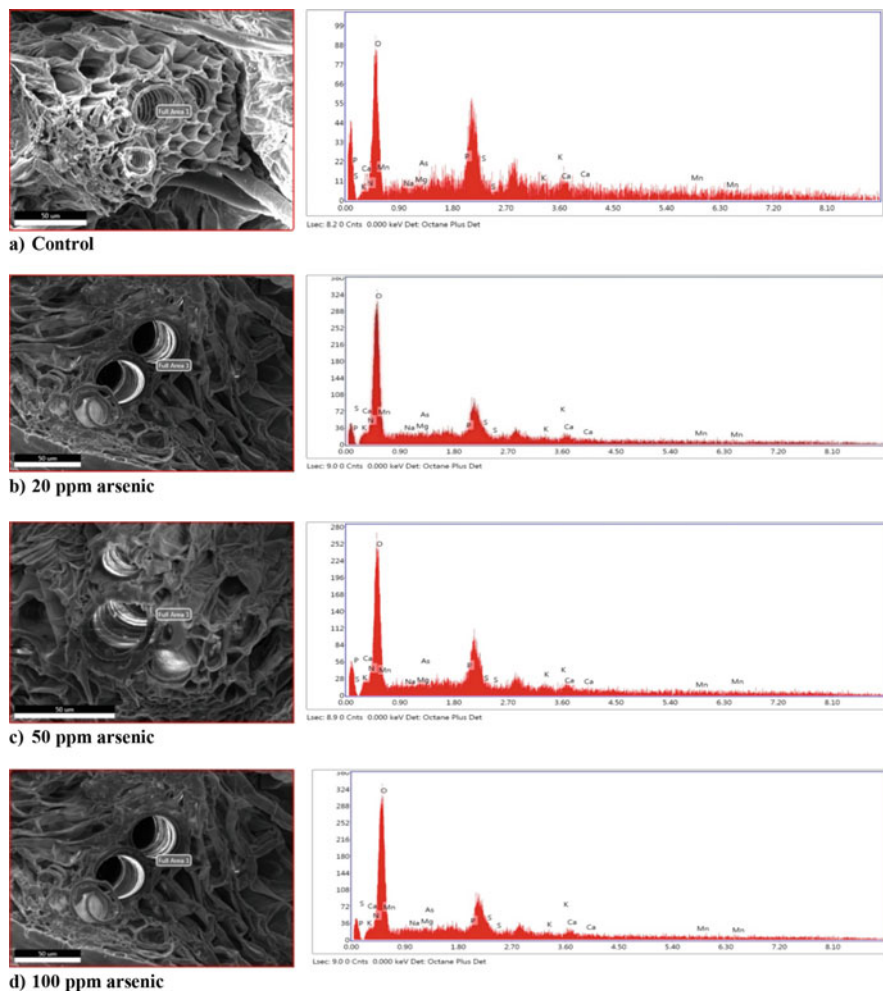 Full Area 1
50 um
99
88
77
66
55
44
33
22
11
0
O
P
S
Ca
K
N
Mn
Na
As
Mg
P
S
S
K
K
Ca
Ca
Mn
Mn
0.00 0.90 1.80 2.70 3.60 4.50 5.40 6.30 7.20 8.10
Lsec: 8.2 0 Cnts 0.000 keV Det: Octane Plus Det
a) Control
Full Area 3
50 um
324
288
252
216
180
144
108
72
36
0
O
S
P
Ca
K
N
Mn
Na
As
Mg
P
S
S
K
K
Ca
Ca
Mn
Mn
0.00 0.90 1.80 2.70 3.60 4.50 5.40 6.30 7.20 8.10
Lsec: 9.0 0 Cnts 0.000 keV Det: Octane Plus Det
b) 20 ppm arsenic
Full Area
50 um
280
252
224
196
168
140
112
84
56
28
0
O
P
S
Ca
K
N
Mn
Na
As
Mg
P
S
S
K
K
Ca
Ca
Mn
Mn
0.00 0.90 1.80 2.70 3.60 4.50 5.40 6.30 7.20 8.10
Lsec: 8.9 0 Cnts 0.000 keV Det: Octane Plus Det
c) 50 ppm arsenic
Full Area 3
50 um
324
288
252
216
180
144
108
72
36
0
O
S
P
Ca
K
N
Mn
Na
As
Mg
P
S
S
K
K
Ca
Ca
Mn
Mn
0.00 0.90 1.80 2.70 3.60 4.50 5.40 6.30 7.20 8.10
Lsec: 9.0 0 Cnts 0.000 keV Det: Octane Plus Det
d) 100 ppm arsenic